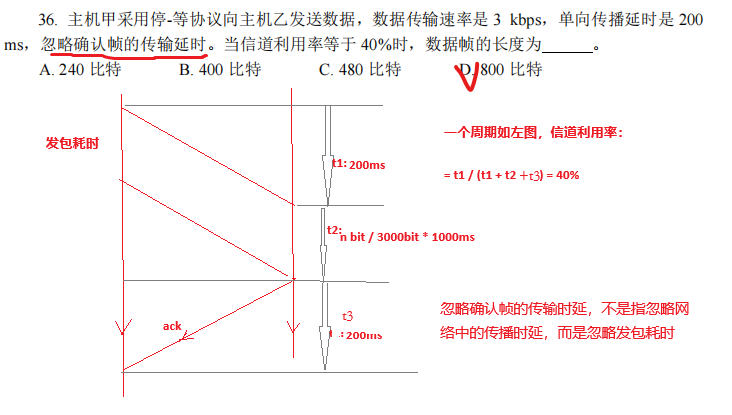 36. 主机甲采用停-等协议向主机乙发送数据，数据传输速率是 3 kbps，单向传播延时是 200
ms，忽略确认帧的传输延时。当信道利用率等于 40%时，数据帧的长度为______。
A. 240 比特 B. 400 比特 C. 480 比特 D. 800 比特
发包耗时
一个周期如左图，信道利用率：
t1: 200ms
= t1 / (t1 + t2 +t3) = 40%
t2:
n bit / 3000bit * 1000ms
忽略确认帧的传输时延，不是指忽略网
络中的传播时延，而是忽略发包耗时
t3
: 200ms
ack